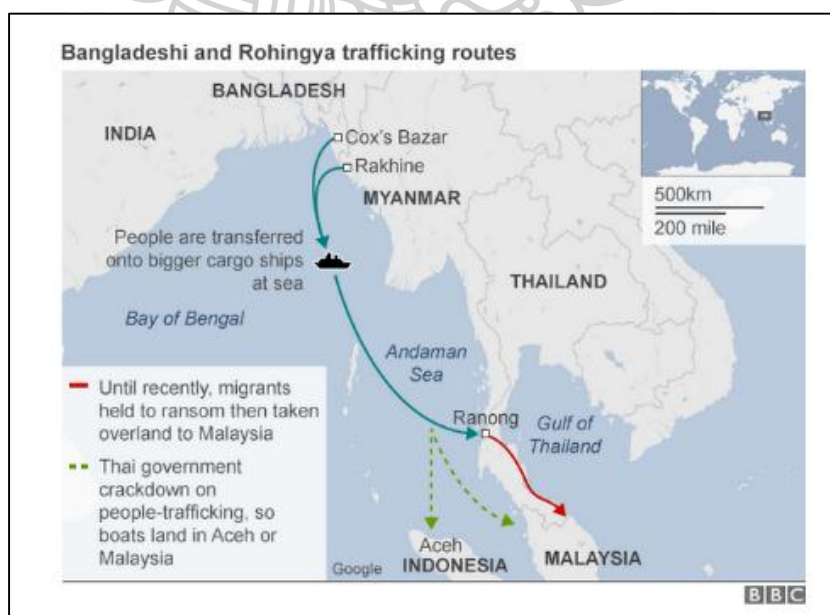 Bangladeshi and Rohingya trafficking routes
BANGLADESH
INDIA
Cox's Bazar
Rakhine
MYANMAR
500km
200 mile
People are transferred
onto bigger cargo ships
at sea
THAILAND
Bay of Bengal
Andaman
Sea
Ranong
Gulf of
Thailand
Until recently, migrants
held to ransom then taken
overland to Malaysia
Thai government
crackdown on
people-trafficking, so
boats land in Aceh or
Malaysia
Aceh
INDONESIA
MALAYSIA
Google
BBC